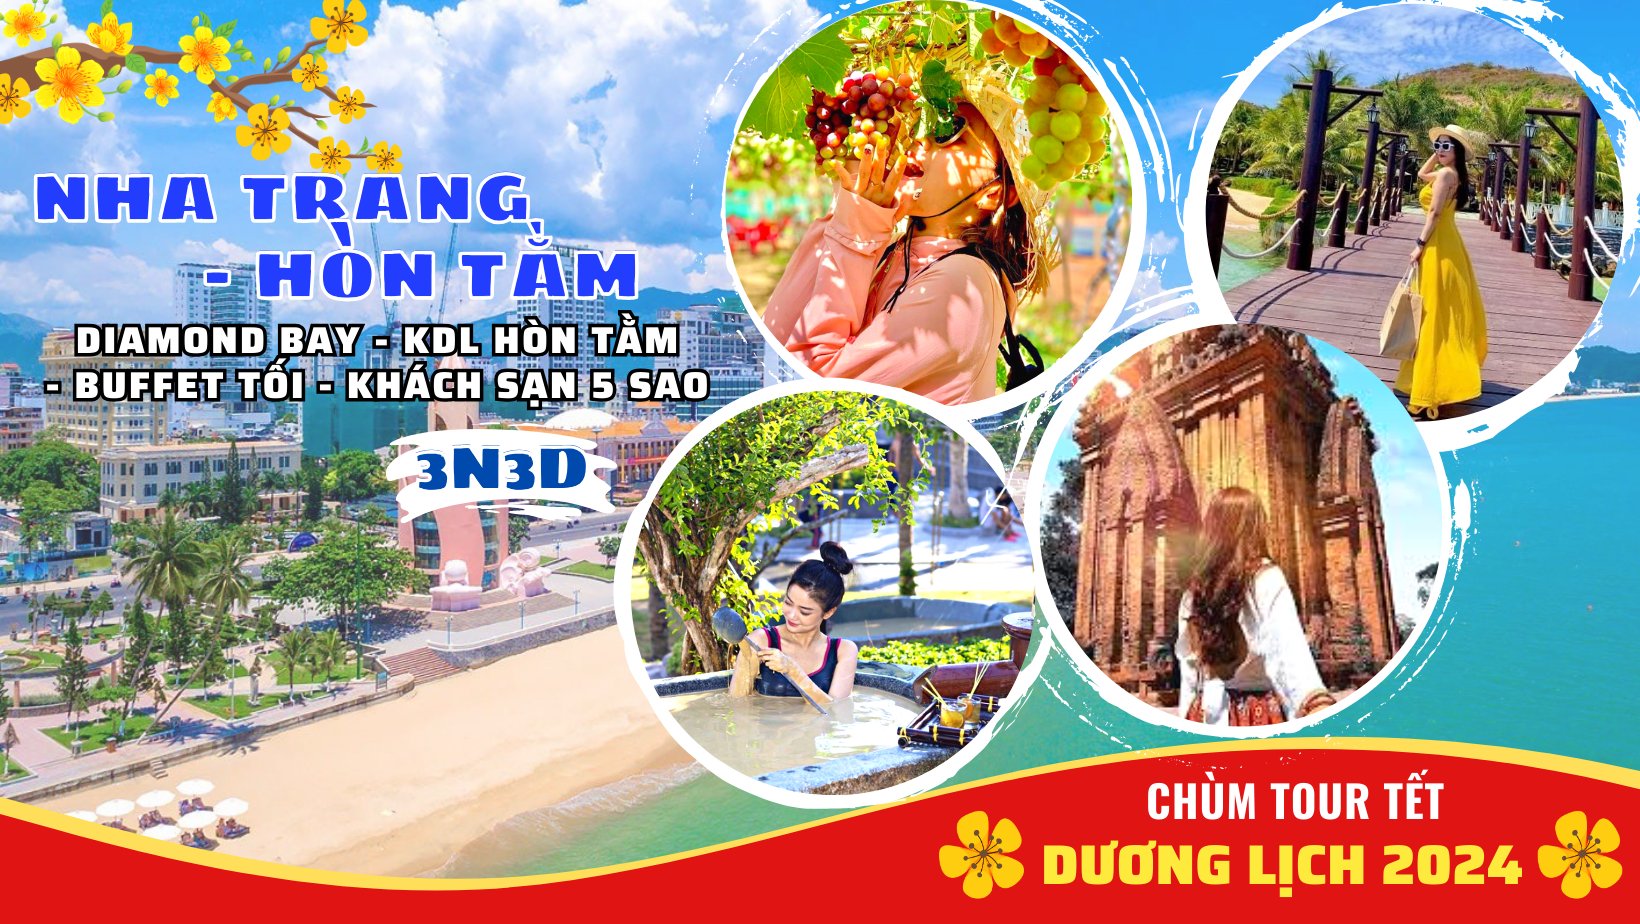 NHA TRANG
- HÒN TẰM
DIAMOND BAY - KDL HÒN TẰM
- BUFFET TỐI - KHÁCH SẠN 5 SAO
3N3D
CHÙM TOUR TẾT
DƯƠNG LỊCH 2024